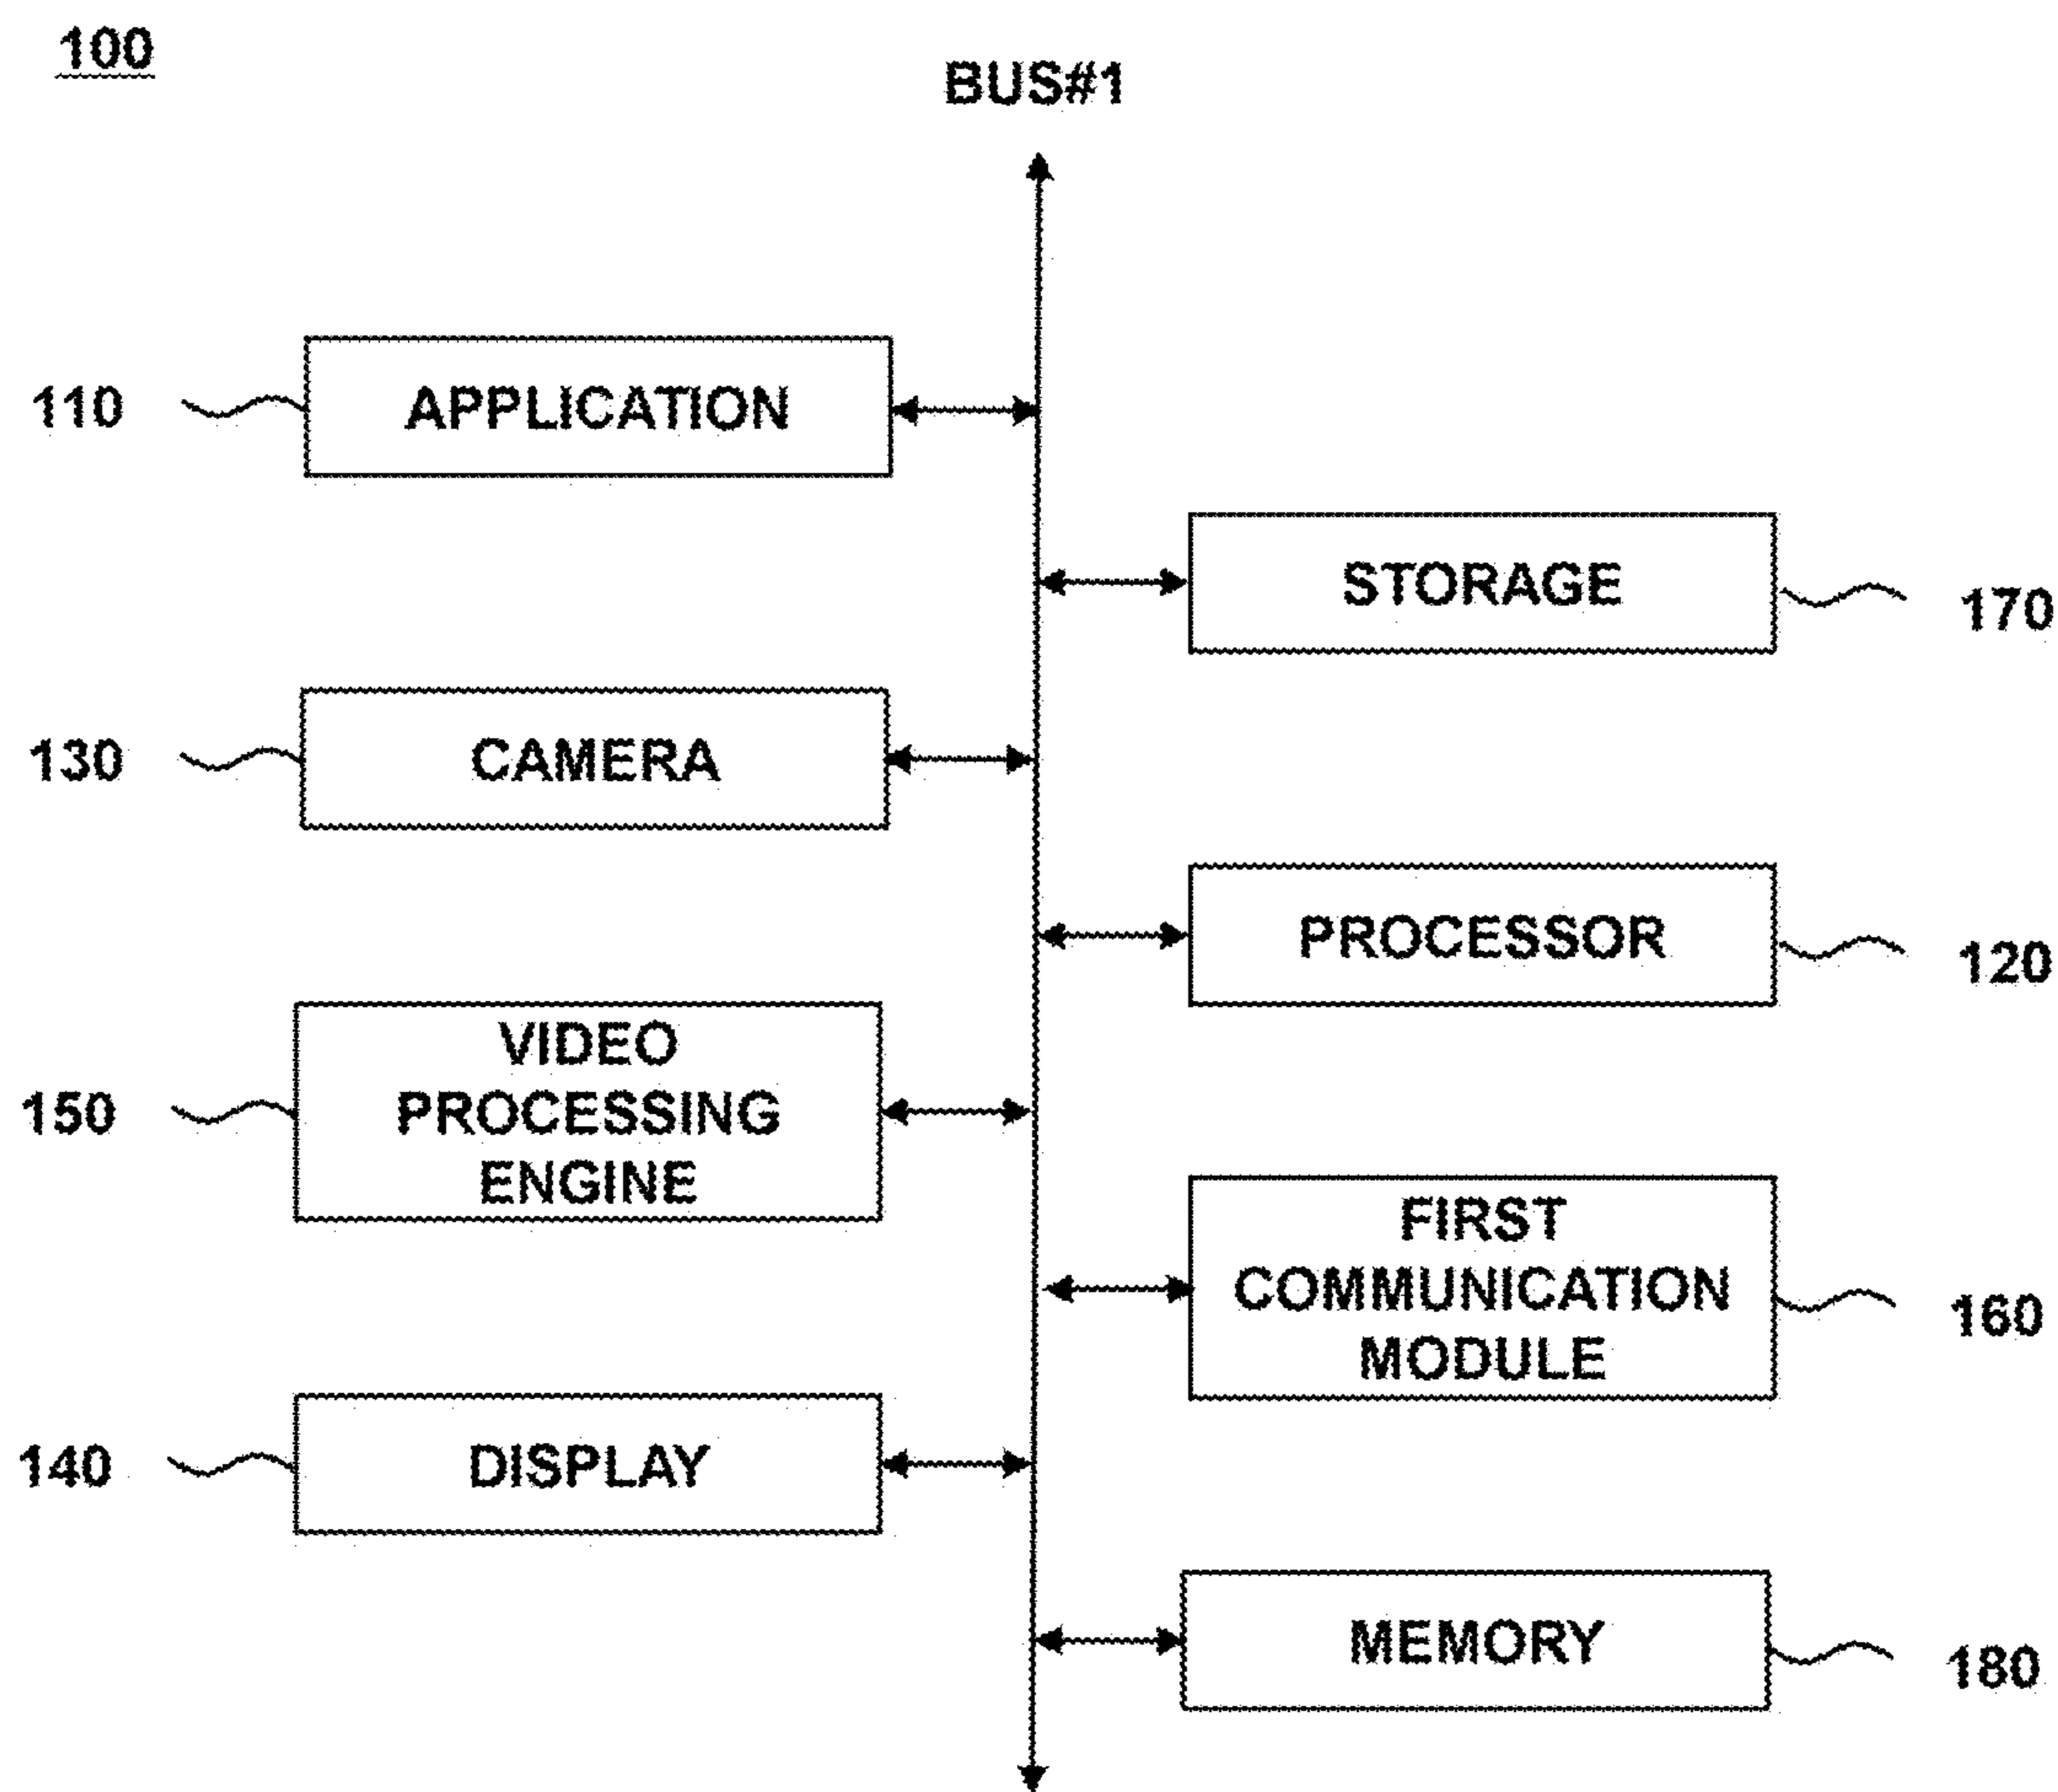 100
BUS#1
110
APPLICATION
STORAGE
170
130
CAMERA
PROCESSOR
120
150
VIDEO
PROCESSING
ENGINE
FIRST
COMMUNICATION
MODULE
160
140
DISPLAY
MEMORY
180